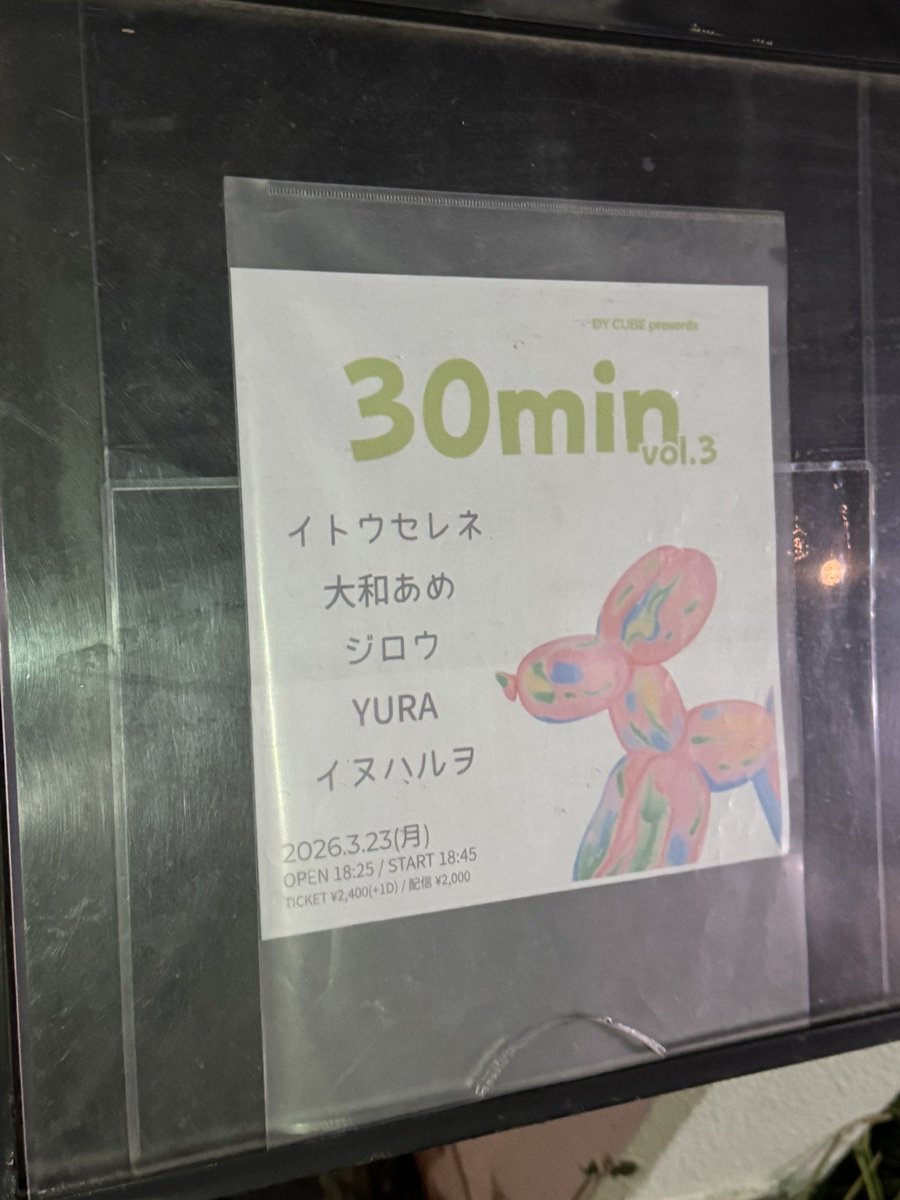 DY CUBE presents
30min
vol.3
イトウセレネ
大和あめ
ジロウ
YURA
イヌハルヲ
2026.3.23(月)
OPEN 18:25 / START 18:45
TICKET ¥2,400(+1D) / 配信 ¥2,000